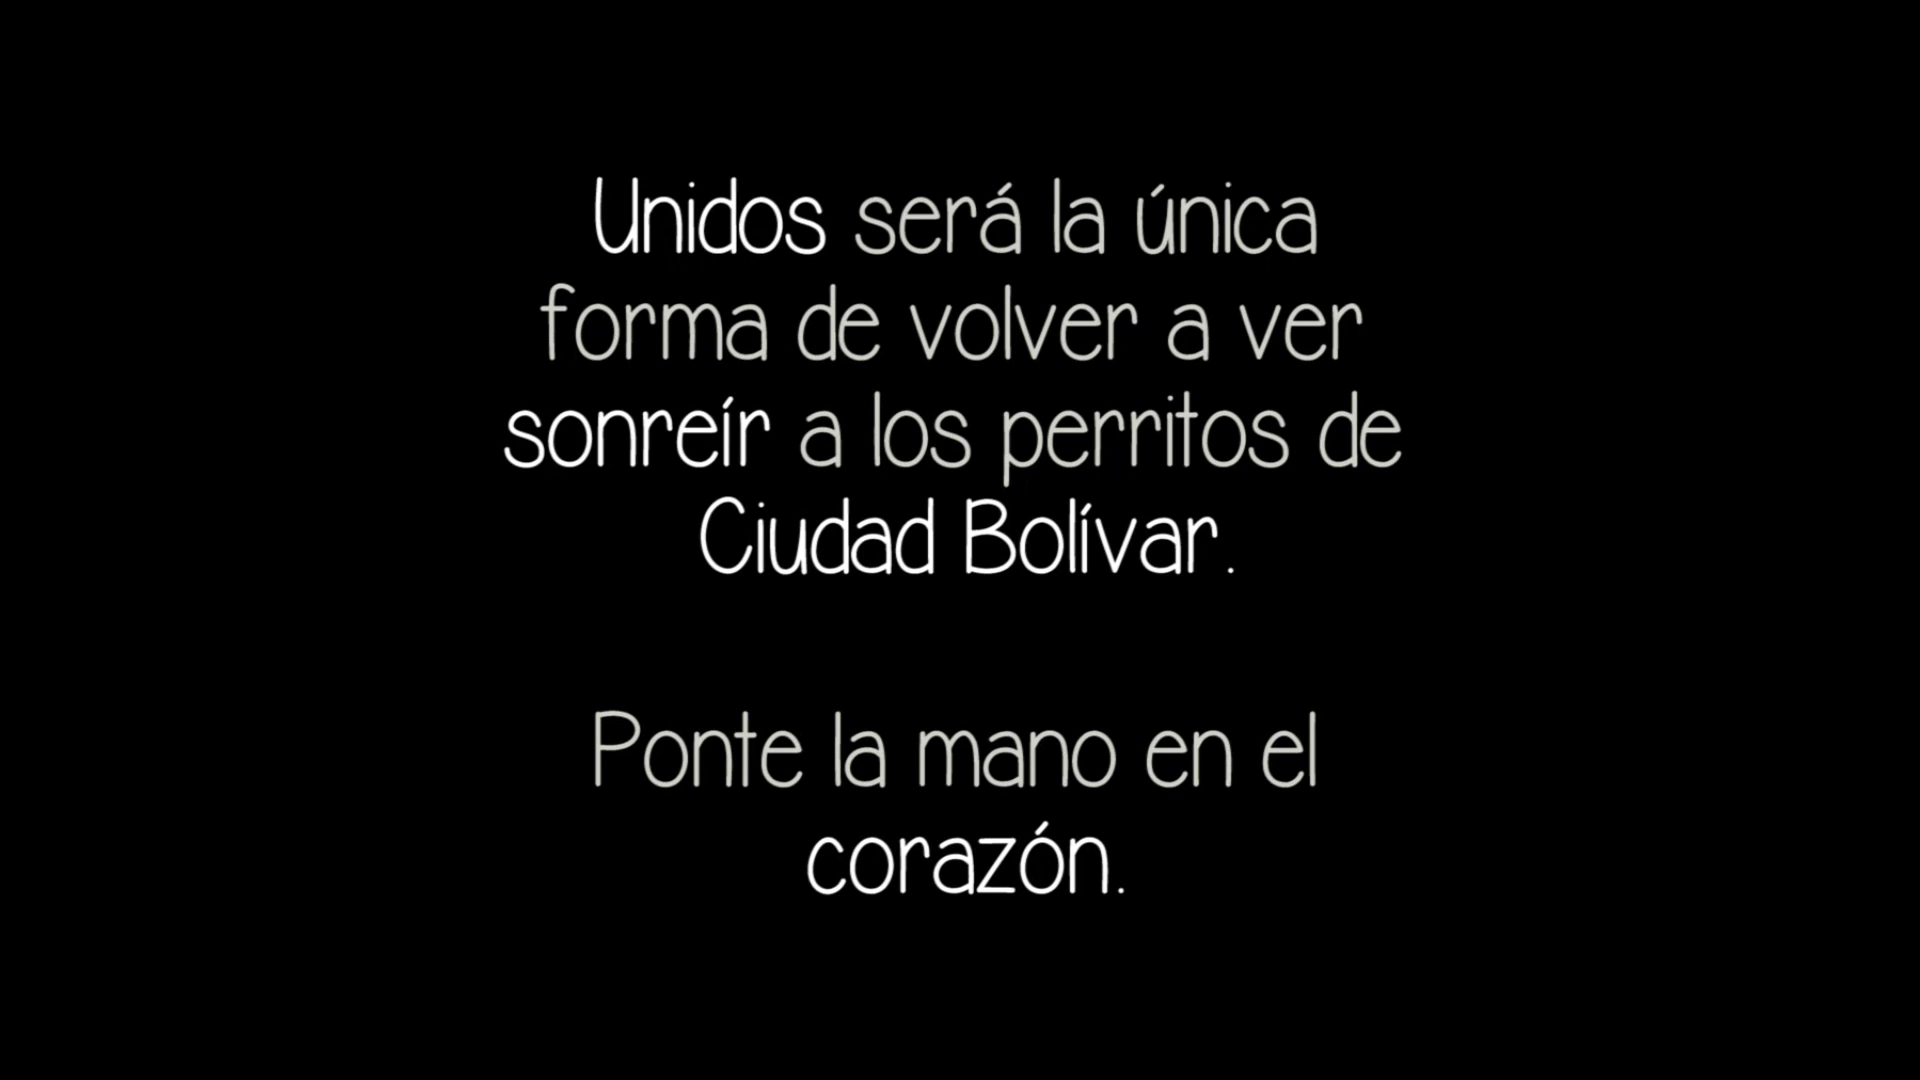 Unidos será la única
forma de volver a ver
sonreír a los perritos de
Ciudad Bolívar.
Ponte la mano en el
corazón.